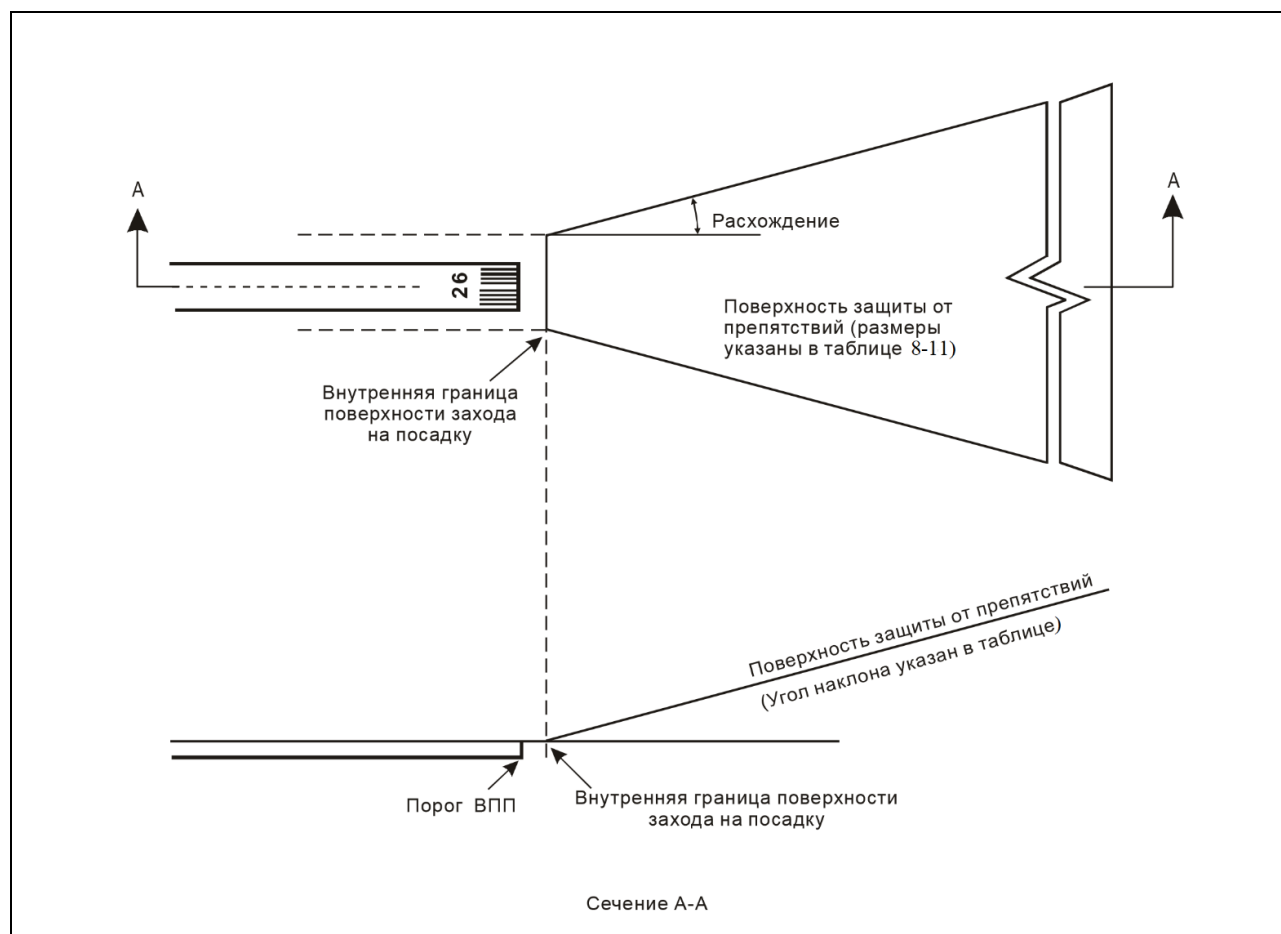 А
А
Расхождение
26
Поверхность защиты от
препятствий (размеры
указаны в таблице 8-11)
Внутренняя граница
поверхности захода
на посадку
Поверхность защиты от препятствий
(Угол наклона указан в таблице)
Порог ВПП
Внутренняя граница поверхности
захода на посадку
Сечение А-А